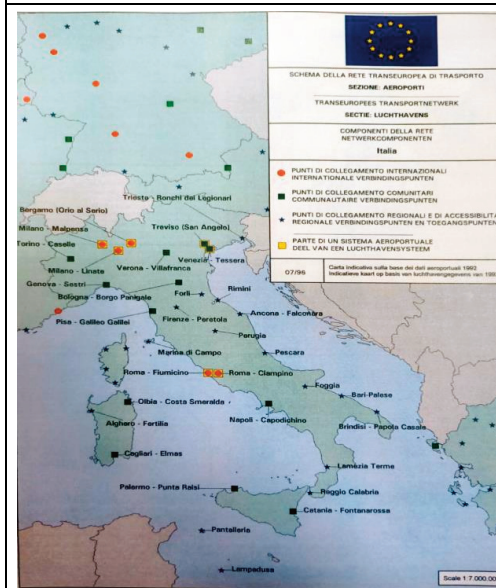 SCHEMA DELLA RETE TRANSEUROPEA DI TRASPORTO
SEZIONE: AEROPORTI
TRANSEUROPEES TRANSPORTNETWERK
SECTIE: LUCHTHAVENS
COMPONENTI DELLA RETE
NETWERKCOMPONENTEN
Italia
PUNTI DI COLLEGAMENTO INTERNAZIONALI
INTERNATIONALE VERBINDINGSPUNTEN
PUNTI DI COLLEGAMENTO COMUNITARI
COMMUNAUTAIRE VERBINDINGSPUNTEN
PUNTI DI COLLEGAMENTO REGIONALI E DI ACCESSIBILITA
REGIONALE VERBINDINGSPUNTEN EN TOEGANGSPUNTEN
PARTE DI UN SISTEMA AEROPORTUALE
DEEL VAN EEN LUCHTHAVENSYSTEEM
07/96
Carta indicativa sulla base dei dati aeroportuali 1993
Indicatieve kaart op basis van luchthavengegevens van
Trieste - Ronchi dei Legionari
Bergamo (Orio al Serio)
Treviso (San Angelo)
Milano - Malpensa
Torino - Caselle
Venezia - Tessera
Milano - Linate
Verona - Villafranca
Genova - Sestri
Forli
Rimini
Bologna - Borgo Panigale
Firenze - Peretola
Ancona - Falconara
Pisa - Galileo Galilei
Perugia
Marina di Campo
Pescara
Roma - Fiumicino
Roma - Ciampino
Foggia
Bari-Palese
Olbia - Costa Smeralda
Napoli - Capodichino
Alghero - Fertilia
Brindisi - Papola Casale
Cagliari - Elmas
Lamezia Terme
Palermo - Punta Raisi
Reggio Calabria
Catania - Fontanarossa
Pantelleria
Lampedusa
Scale 1:7.000.00